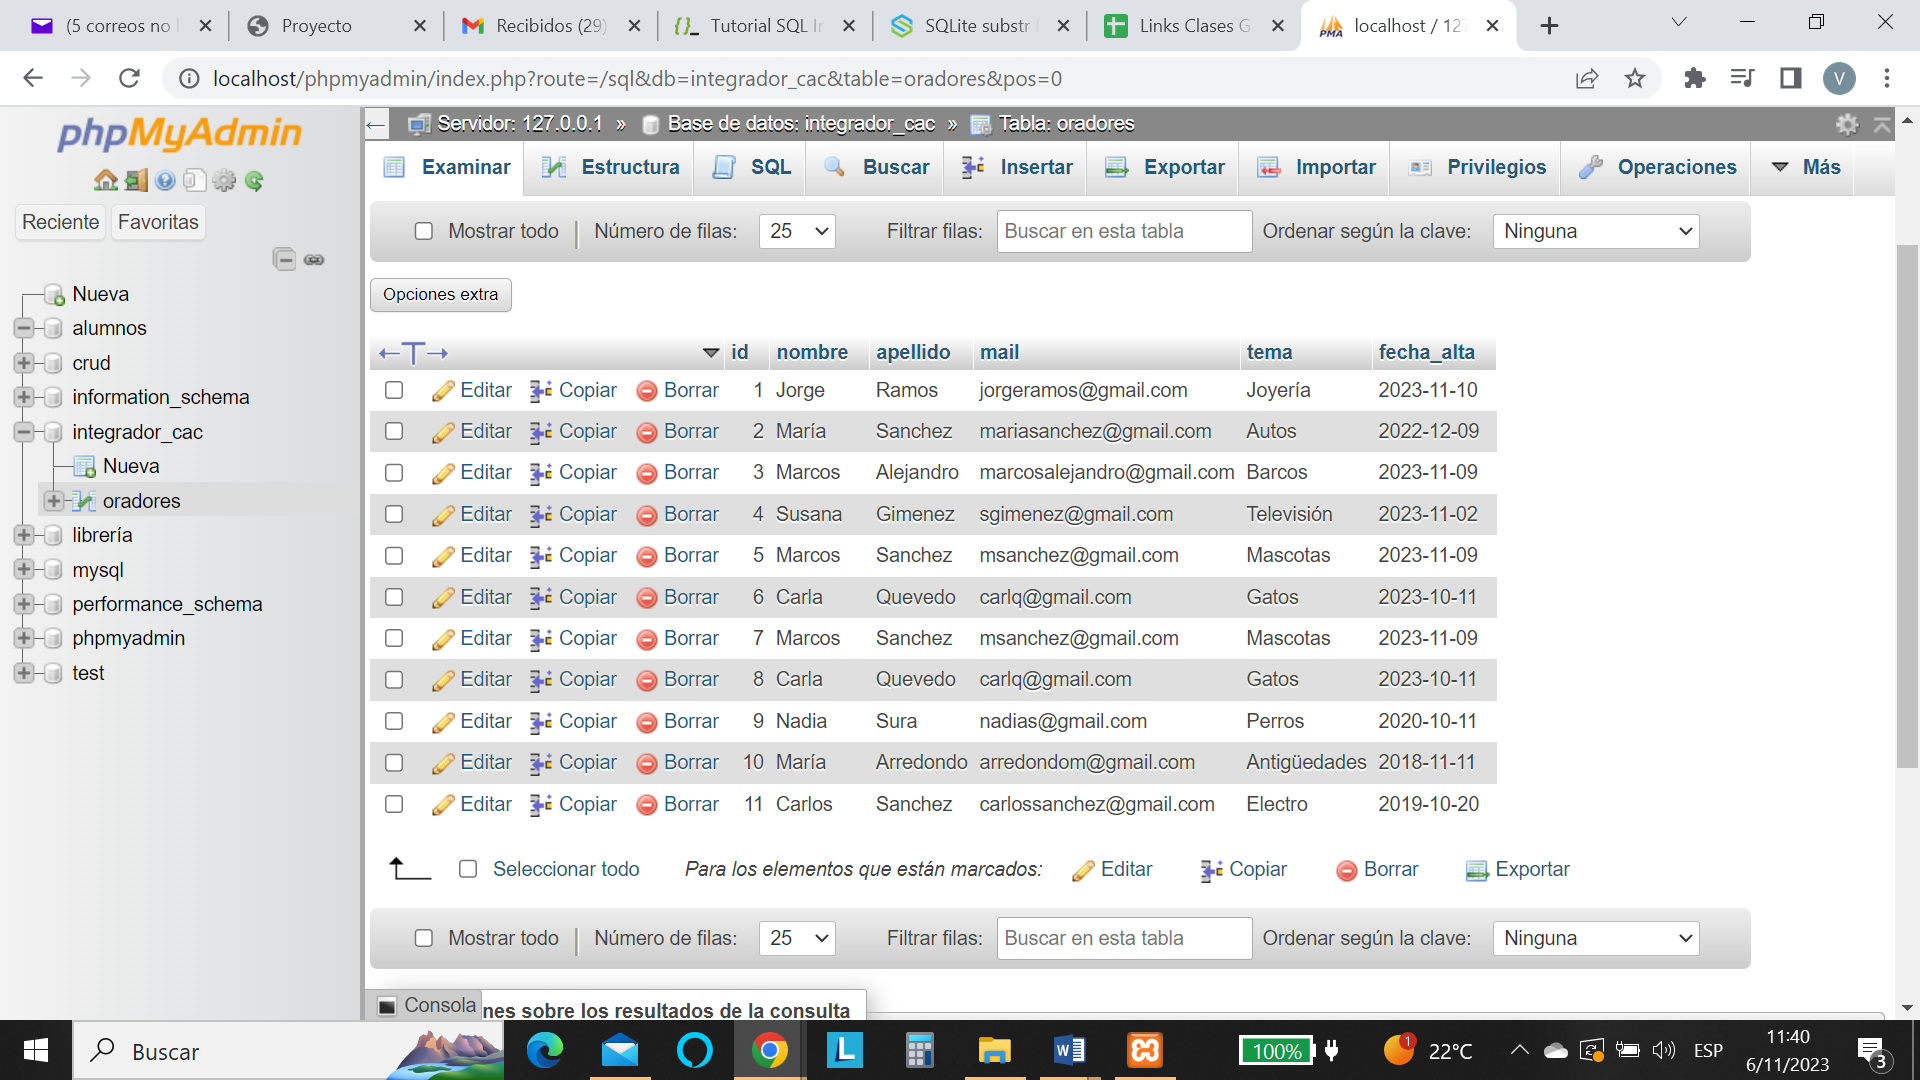 (5 correos no l
Proyecto
Recibidos (29)
Tutorial SQL In
SQLite substr
Links Clases G
localhost / 127
localhost/phpmyadmin/index.php?route=/sql&db=integrador_cac&table=oradores&pos=0
V
phpMyAdmin
Reciente Favoritas
Nueva
alumnos
crud
information_schema
integrador_cac
Nueva
oradores
librería
mysql
performance_schema
phpmyadmin
test
Servidor: 127.0.0.1 » Base de datos: integrador_cac » Tabla: oradores
Examinar Estructura SQL Buscar Insertar Exportar Importar Privilegios Operaciones Más
Mostrar todo Número de filas: 25 Filtrar filas: Buscar en esta tabla Ordenar según la clave: Ninguna
Opciones extra
←T→ id nombre apellido mail tema fecha_alta
Editar Copiar Borrar 1 Jorge Ramos jorgeramos@gmail.com Joyería 2023-11-10
Editar Copiar Borrar 2 María Sanchez mariasanchez@gmail.com Autos 2022-12-09
Editar Copiar Borrar 3 Marcos Alejandro marcosalejandro@gmail.com Barcos 2023-11-09
Editar Copiar Borrar 4 Susana Gimenez sgimenez@gmail.com Televisión 2023-11-02
Editar Copiar Borrar 5 Marcos Sanchez msanchez@gmail.com Mascotas 2023-11-09
Editar Copiar Borrar 6 Carla Quevedo carlq@gmail.com Gatos 2023-10-11
Editar Copiar Borrar 7 Marcos Sanchez msanchez@gmail.com Mascotas 2023-11-09
Editar Copiar Borrar 8 Carla Quevedo carlq@gmail.com Gatos 2023-10-11
Editar Copiar Borrar 9 Nadia Sura nadias@gmail.com Perros 2020-10-11
Editar Copiar Borrar 10 María Arredondo arredondom@gmail.com Antigüedades 2018-11-11
Editar Copiar Borrar 11 Carlos Sanchez carlossanchez@gmail.com Electro 2019-10-20
Seleccionar todo Para los elementos que están marcados: Editar Copiar Borrar Exportar
Mostrar todo Número de filas: 25 Filtrar filas: Buscar en esta tabla Ordenar según la clave: Ninguna
Consola nes sobre los resultados de la consulta
Buscar
L
W
100%
1
22°C
ESP
11:40
6/11/2023
3